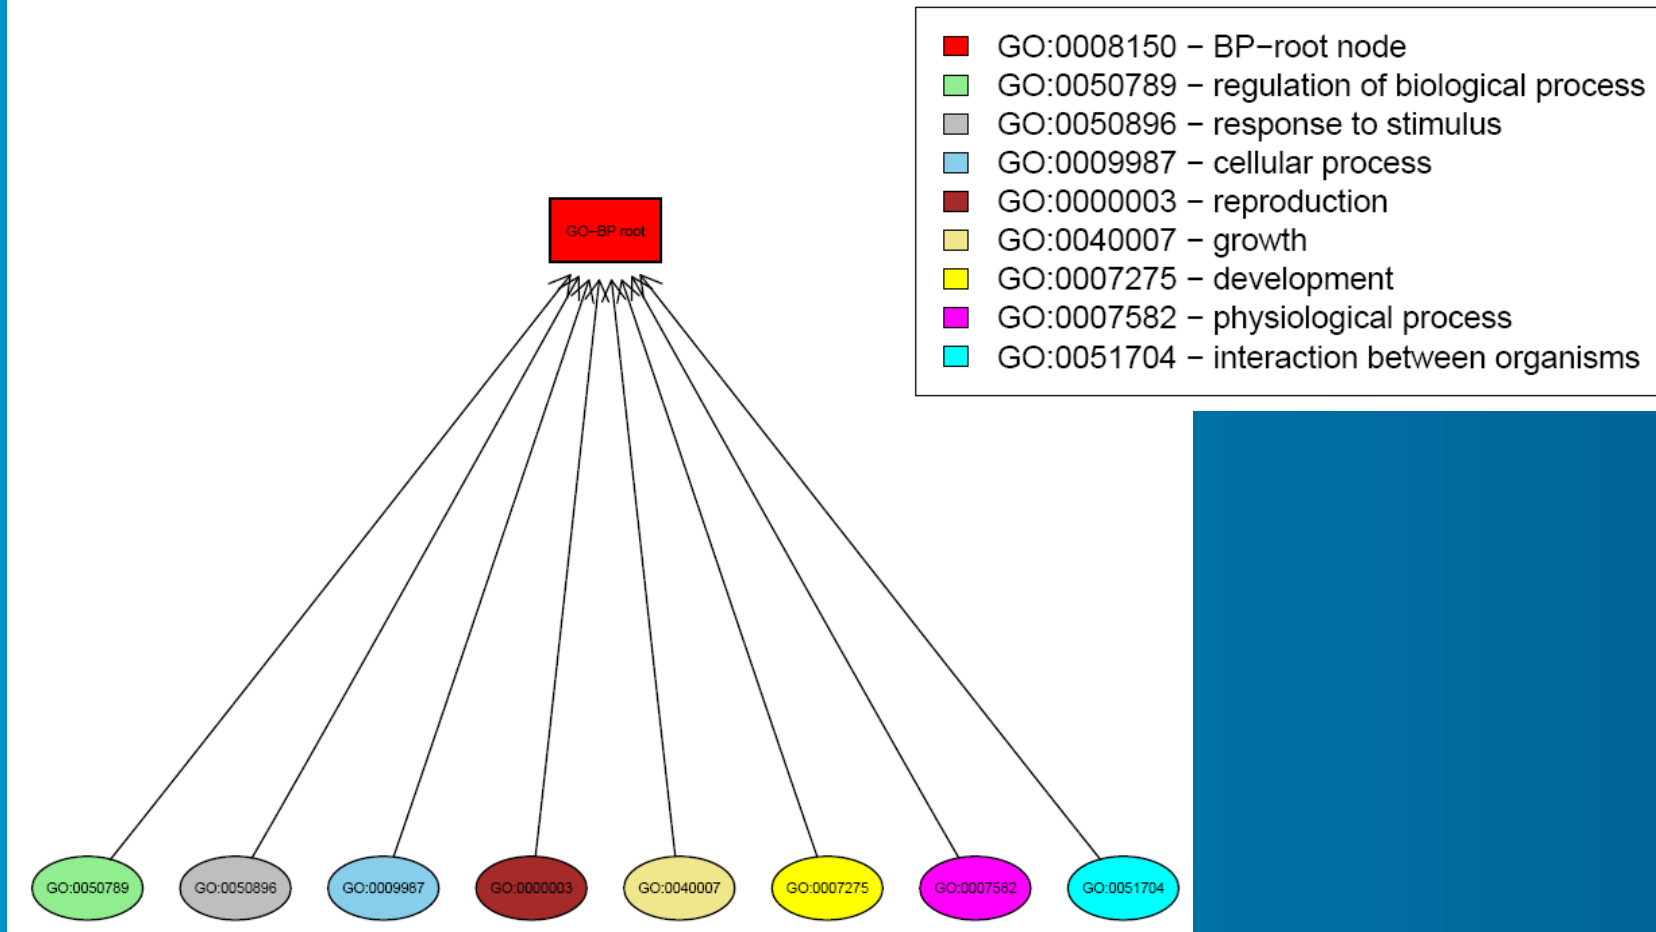 GO:0008150 − BP−root node
GO:0050789 − regulation of biological process
GO:0050896 − response to stimulus
GO:0009987 − cellular process
GO:0000003 − reproduction
GO:0040007 − growth
GO:0007275 − development
GO:0007582 − physiological process
GO:0051704 − interaction between organisms
GO−BP root
GO:0050789
GO:0050896
GO:0009987
GO:0000003
GO:0040007
GO:0007275
GO:0007582
GO:0051704